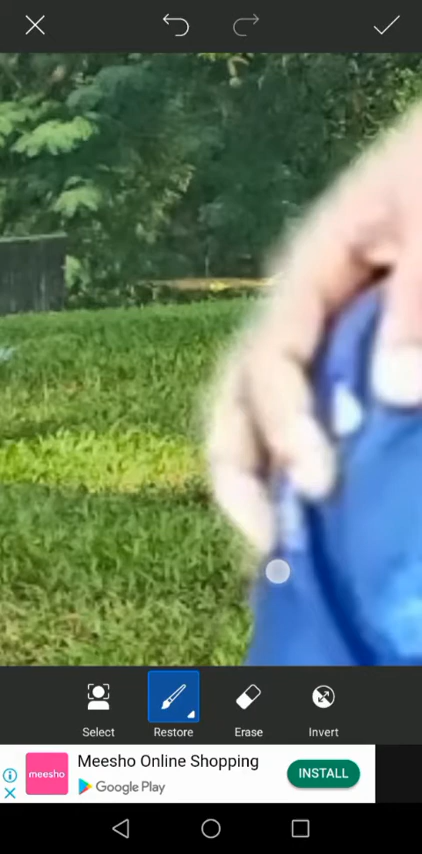 Select Restore Erase Invert
Meesho Online Shopping
meesho
Google Play
INSTALL